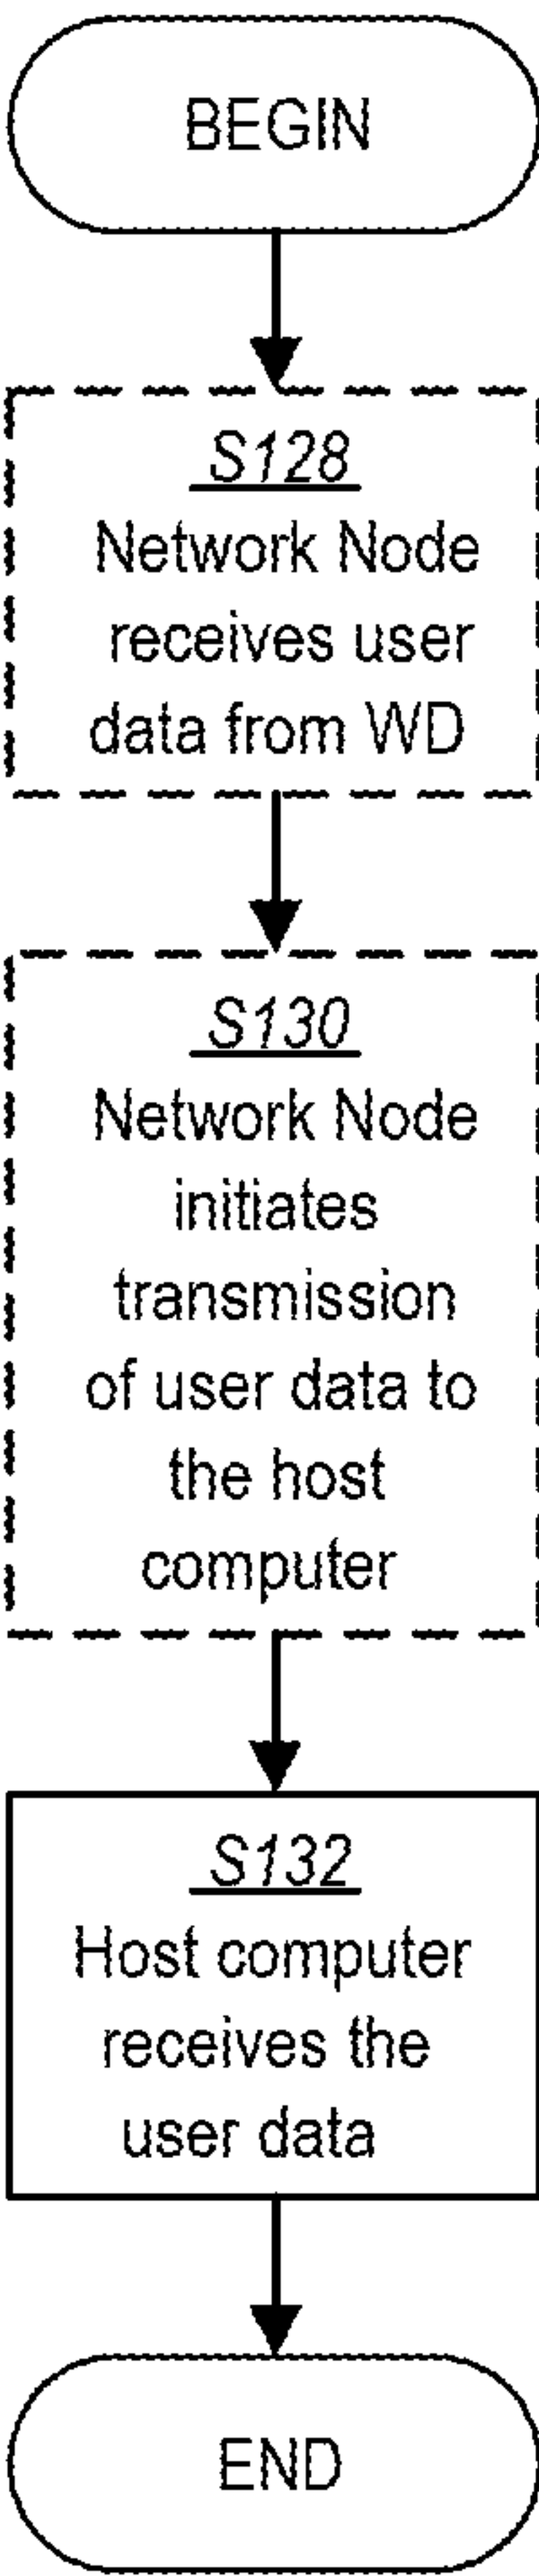 BEGIN
S128
Network Node
receives user
data from WD
S130
Network Node
initiates
transmission
of user data to
the host
computer
S132
Host computer
receives the
user data
END